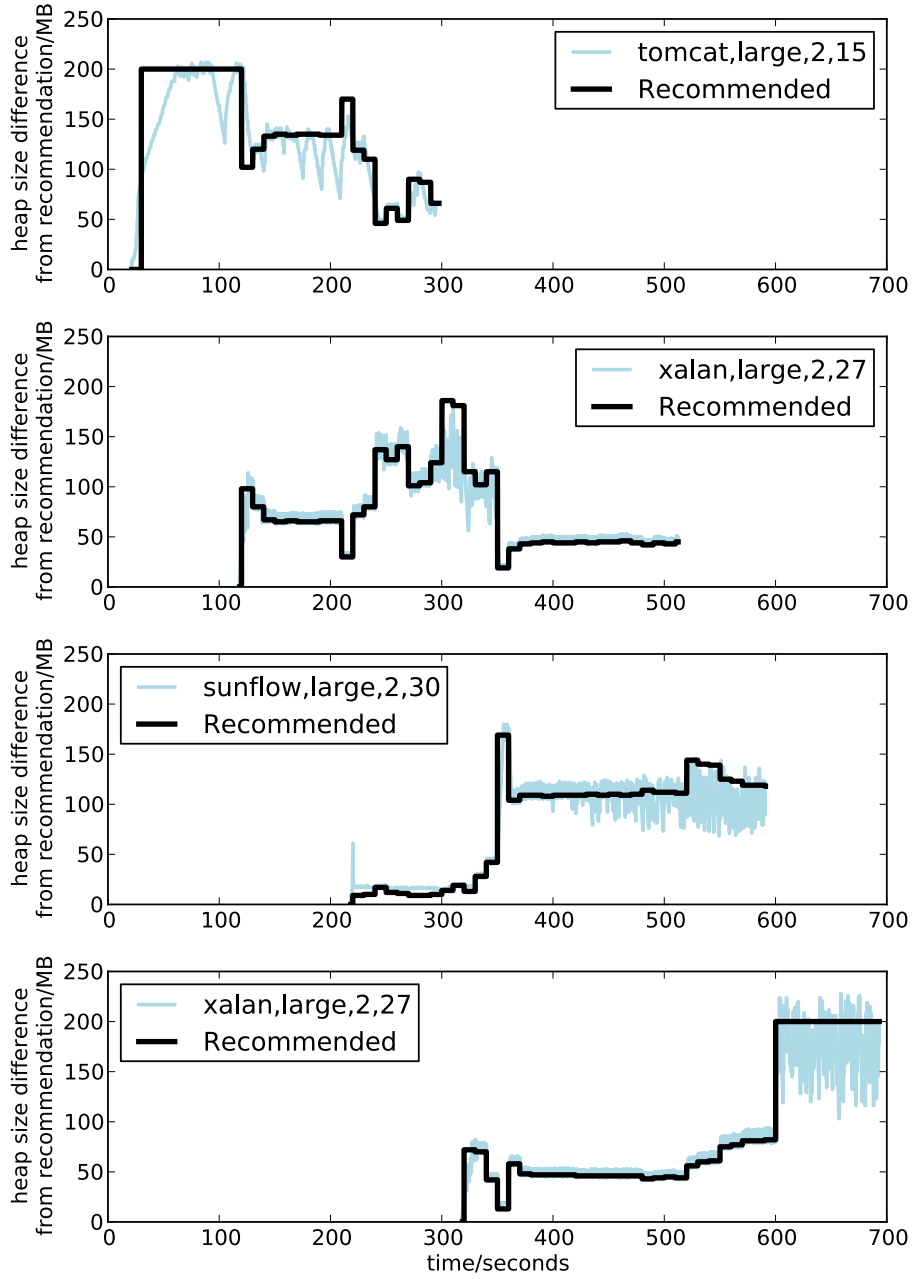 250
200
150
100
50
0
heap size difference
from recommendation/MB
tomcat,large,2,15
Recommended
0 100 200 300 400 500 600 700
250
200
150
100
50
0
heap size difference
from recommendation/MB
xalan,large,2,27
Recommended
0 100 200 300 400 500 600 700
250
200
150
100
50
0
heap size difference
from recommendation/MB
sunflow,large,2,30
Recommended
0 100 200 300 400 500 600 700
250
200
150
100
50
0
heap size difference
from recommendation/MB
xalan,large,2,27
Recommended
0 100 200 300 400 500 600 700
time/seconds